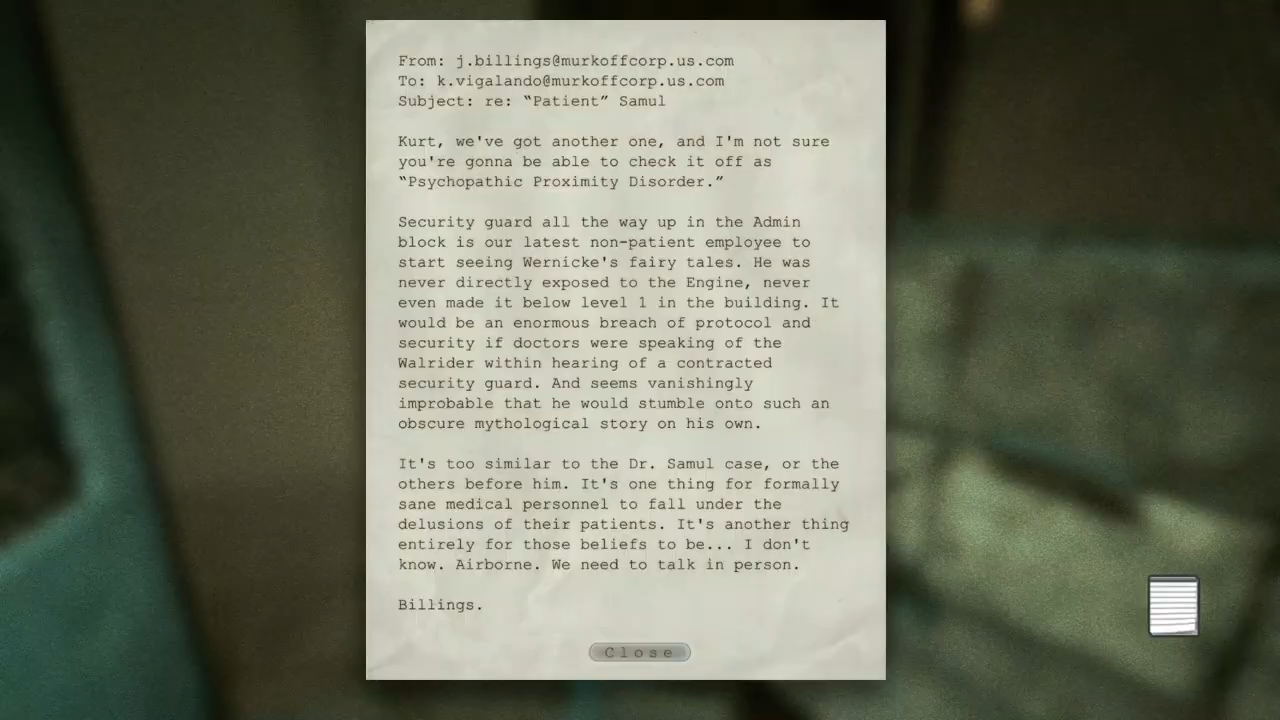 From: j.billings@murkoffcorp.us.com
To: k.vigalando@murkoffcorp.us.com
Subject: re: “Patient” Samul
Kurt, we've got another one, and I'm not sure
you're gonna be able to check it off as
“Psychopathic Proximity Disorder.”
Security guard all the way up in the Admin
block is our latest non-patient employee to
start seeing Wernicke's fairy tales. He was
never directly exposed to the Engine, never
even made it below level 1 in the building. It
would be an enormous breach of protocol and
security if doctors were speaking of the
Walrider within hearing of a contracted
security guard. And seems vanishingly
improbable that he would stumble onto such an
obscure mythological story on his own.
It's too similar to the Dr. Samul case, or the
others before him. It's one thing for formally
sane medical personnel to fall under the
delusions of their patients. It's another thing
entirely for those beliefs to be... I don't
know. Airborne. We need to talk in person.
Billings.
Close